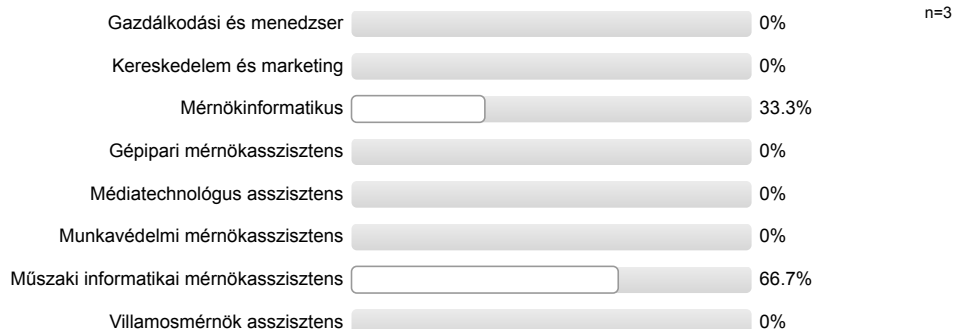 Gazdálkodási és menedzser 0% n=3
Kereskedelem és marketing 0%
Mérnökinformatikus 33.3%
Gépipari mérnökasszisztens 0%
Médiatechnológus asszisztens 0%
Munkavédelmi mérnökasszisztens 0%
Műszaki informatikai mérnökasszisztens 66.7%
Villamosmérnök asszisztens 0%